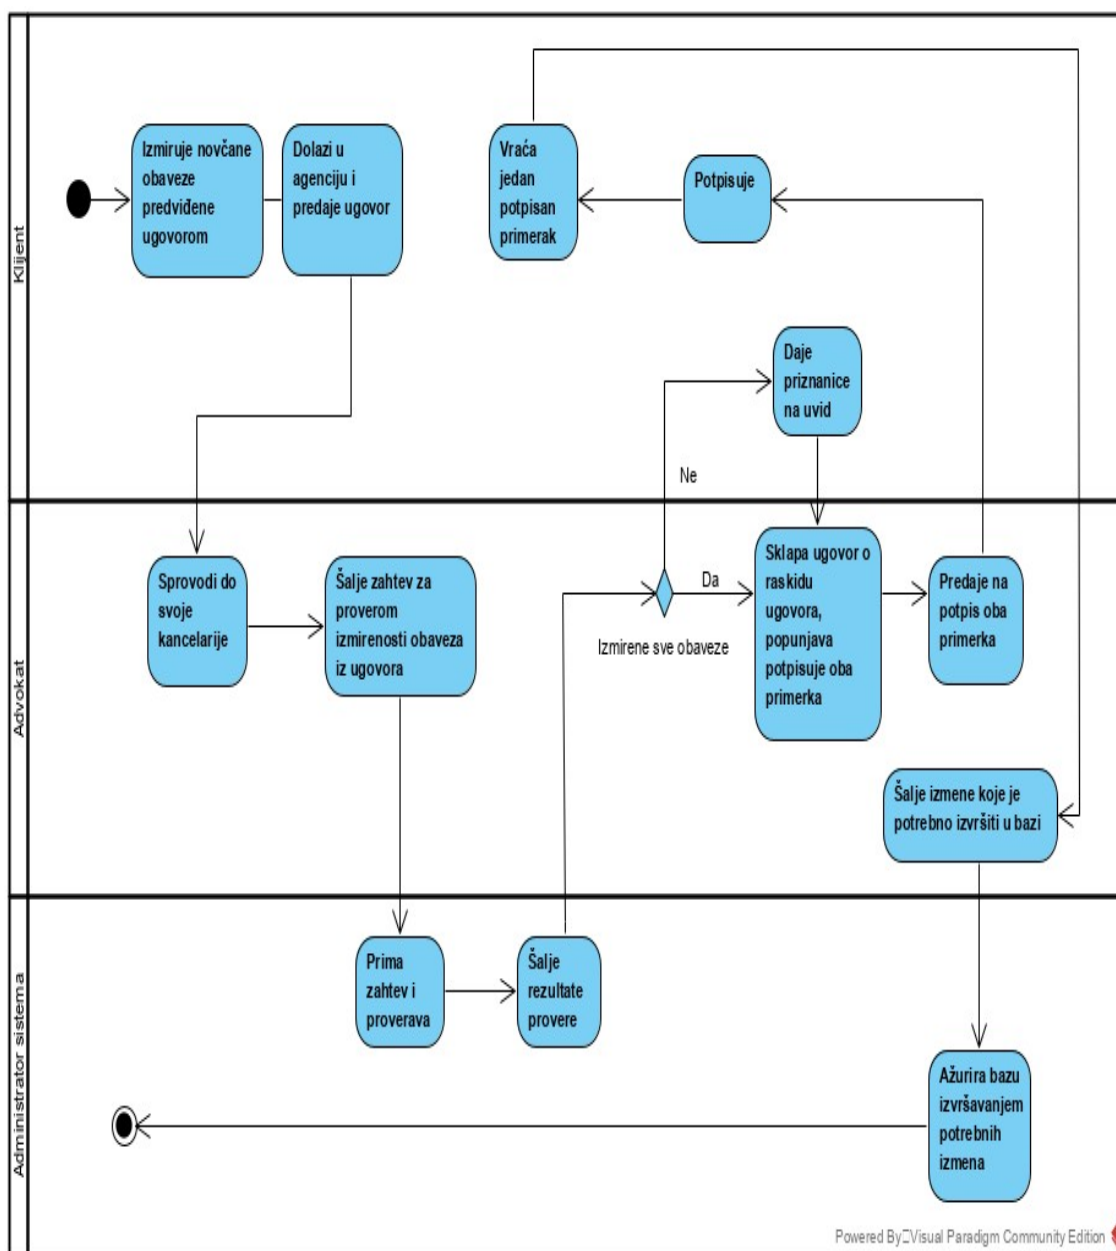 Klijent
Izmiruje novčane
obaveze
predviđene
ugovorom
Dolazi u
agenciju i
predaje ugovor
Vraća
jedan
potpisan
primerak
Potpisuje
Daje
priznanice
na uvid
Ne
Advokat
Sprovodi do
svoje
kancelarije
Šalje zahtev za
proverom
izmirenosti obaveza
iz ugovora
Izmirene sve obaveze
Da
Sklapa ugovor o
raskidu
ugovora,
popunjava
potpisuje oba
primerka
Predaje na
potpis oba
primerka
Šalje izmene koje je
potrebno izvršiti u bazi
Administrator sistema
Prima
zahtev i
proverava
Šalje
rezultate
provere
Ažurira bazu
izvršavanjem
potrebnih
izmena
Powered By Visual Paradigm Community Edition